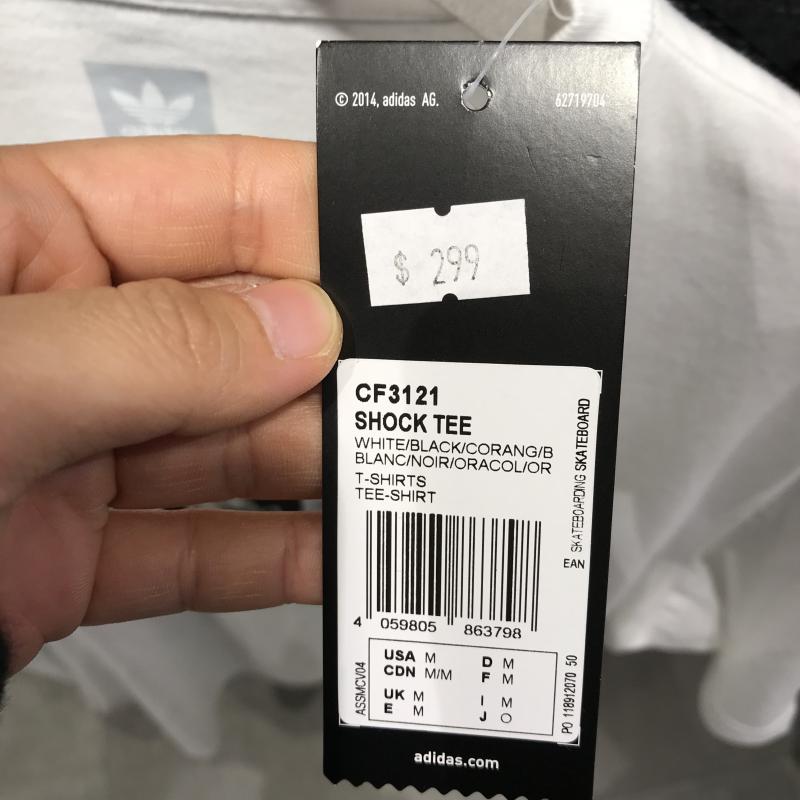 © 2014, adidas AG.
62719704
$ 299
CF3121
SHOCK TEE
WHITE/BLACK/CORANG/B
BLANC/NOIR/ORACOL/OR
T-SHIRTS
TEE-SHIRT
EAN SKATEBOARDING SKATEBOARD
4 059805 863798
USA M D M
CDN M/M F M
UK M I M
E M J O
ASSMCV04
PO 118912070 50
adidas.com